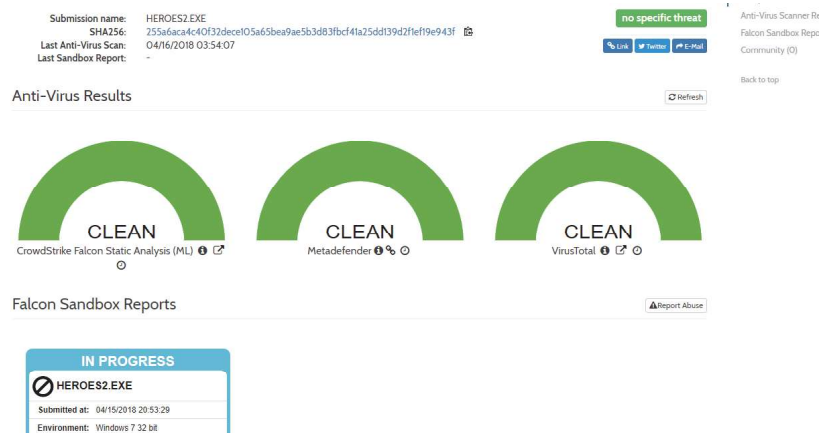 Submission name: HEROES2.EXE
SHA256: 255a6aca4c40f32dece105a65bea9ae5b3d83fbcf41a25dd139d2f1ef19e943f
Last Anti-Virus Scan: 04/16/2018 03:54:07
Last Sandbox Report: -
no specific threat
Link Twitter E-Mail
Anti-Virus Scanner Re
Falcon Sandbox Repo
Community (0)
Back to top
Anti-Virus Results
Refresh
CLEAN
CrowdStrike Falcon Static Analysis (ML)
CLEAN
Metadefender
CLEAN
VirusTotal
Falcon Sandbox Reports
Report Abuse
IN PROGRESS
HEROES2.EXE
Submitted at: 04/15/2018 20:53:29
Environment: Windows 7 32 bit